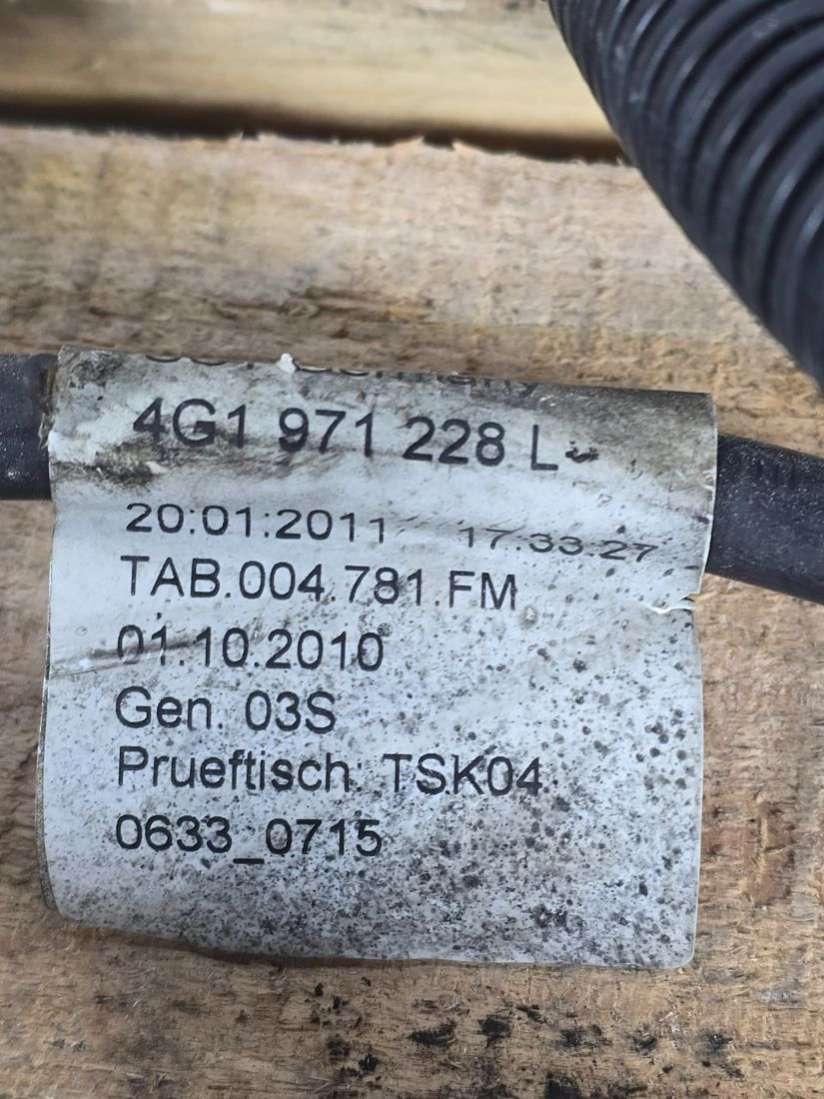 Germany
4G1 971 228 L
20:01:2011 17:33:27
TAB.004.781.FM
01.10.2010
Gen. 03S
Prueftisch: TSK04
0633_0715